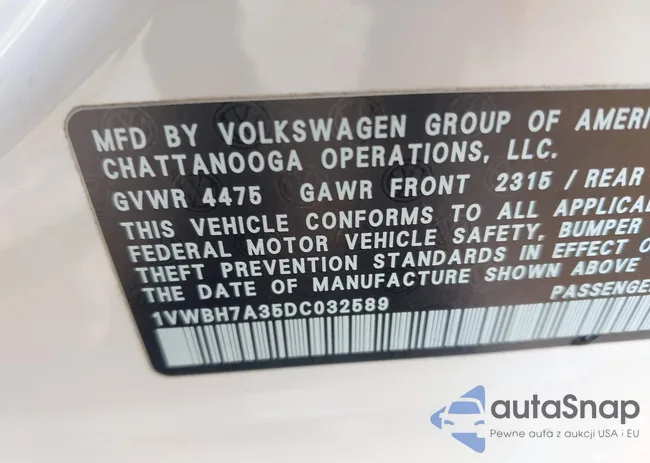 MFD BY VOLKSWAGEN GROUP OF AMERI
CHATTANOOGA OPERATIONS, LLC.
GVWR 4475 GAWR FRONT 2315 / REAR
THIS VEHICLE CONFORMS TO ALL APPLICA
FEDERAL MOTOR VEHICLE SAFETY, BUMPER
THEFT PREVENTION STANDARDS IN EFFECT O
THE DATE OF MANUFACTURE SHOWN ABOVE
1VWBH7A35DC032589 PASSENGE
autaSnap
Pewne auta z aukcji USA i EU